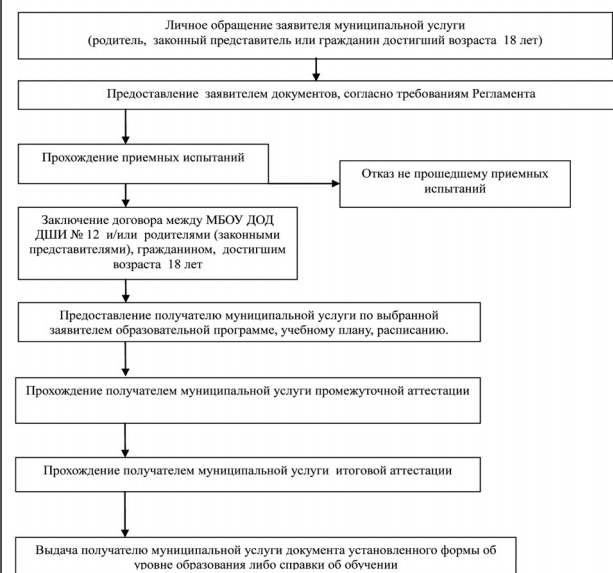 Личное обращение заявителя муниципальной услуги
(родитель, законный представитель или гражданин достигший возраста 18 лет)
Предоставление заявителем документов, согласно требованиям Регламента
Прохождение приемных испытаний
Отказ не прошедшему приемных
испытаний
Заключение договора между МБОУ ДОД
ДШИ № 12 и/или родителями (законными
представителями), гражданином, достигшим
возраста 18 лет
Предоставление получателю муниципальной услуги по выбранной
заявителем образовательной программе, учебному плану, расписанию.
Прохождение получателем муниципальной услуги промежуточной аттестации
Прохождение получателем муниципальной услуги итоговой аттестации
Выдача получателю муниципальной услуги документа установленного формы об
уровне образования либо справки об обучении